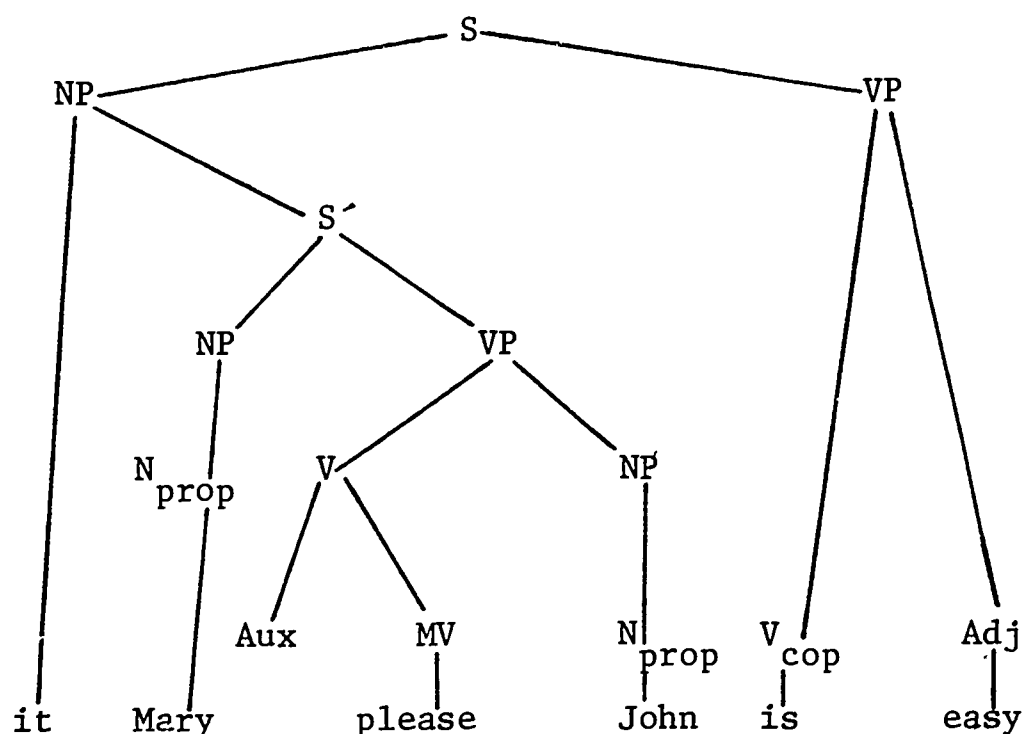 S
NP VP
S´
NP VP
N prop V NP
Aux MV N prop V cop Adj
it Mary please John is easy